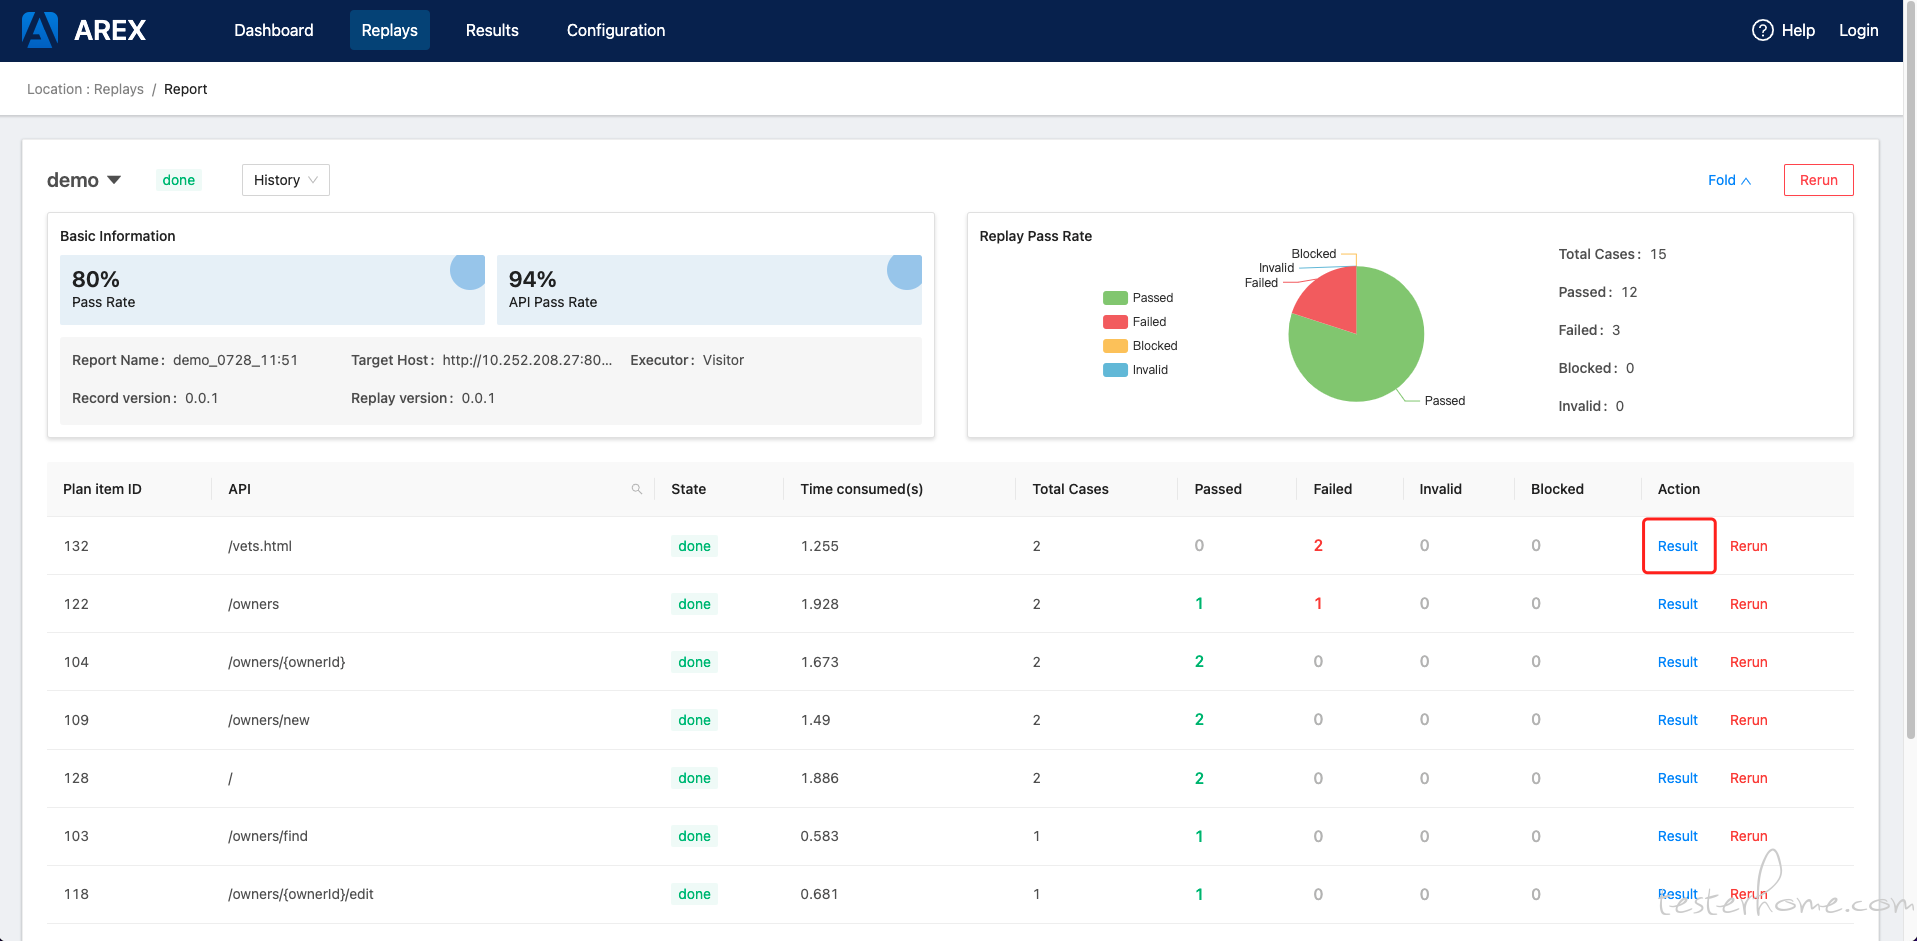 AREX Dashboard Replays Results Configuration ? Help Login
Location : Replays / Report
demo done History Fold Rerun
Basic Information
80%
Pass Rate
94%
API Pass Rate
Report Name : demo_0728_11:51 Target Host : http://10.252.208.27:80... Executor : Visitor
Record version : 0.0.1 Replay version : 0.0.1
Replay Pass Rate
Passed
Failed
Blocked
Invalid
Blocked
Invalid
Failed
Passed
Total Cases : 15
Passed : 12
Failed : 3
Blocked : 0
Invalid : 0
Plan item ID API State Time consumed(s) Total Cases Passed Failed Invalid Blocked Action
132 /vets.html done 1.255 2 0 2 0 0 Result Rerun
122 /owners done 1.928 2 1 1 0 0 Result Rerun
104 /owners/{ownerId} done 1.673 2 2 0 0 0 Result Rerun
109 /owners/new done 1.49 2 2 0 0 0 Result Rerun
128 / done 1.886 2 2 0 0 0 Result Rerun
103 /owners/find done 0.583 1 1 0 0 0 Result Rerun
118 /owners/{ownerId}/edit done 0.681 1 1 0 0 0 Result Rerun
testerhome.com